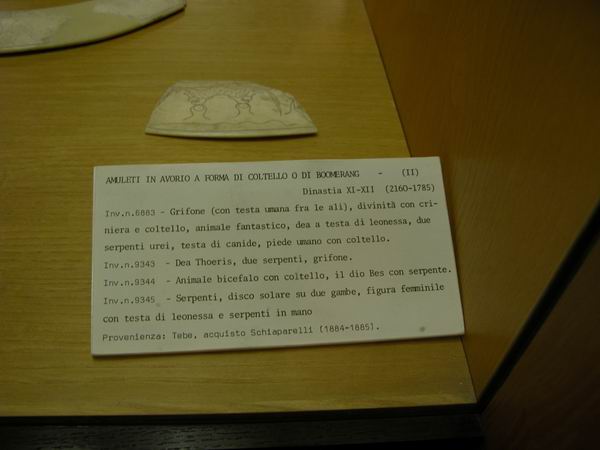 AMULETI IN AVORIO A FORMA DI COLTELLO O DI BOOMERANG - (II)
Dinastia XI-XII (2160-1785)
Inv.n.6883 - Grifone (con testa umana fra le ali), divinità con cri-
niera e coltello, animale fantastico, dea a testa di leonessa, due
serpenti urei, testa di canide, piede umano con coltello.
Inv.n.9343 - Dea Thoeris, due serpenti, grifone.
Inv.n.9344 - Animale bicefalo con coltello, il dio Bes con serpente.
Inv.n.9345 - Serpenti, disco solare su due gambe, figura femminile
con testa di leonessa e serpenti in mano
Provenienza: Tebe, acquisto Schiaparelli (1884-1885).